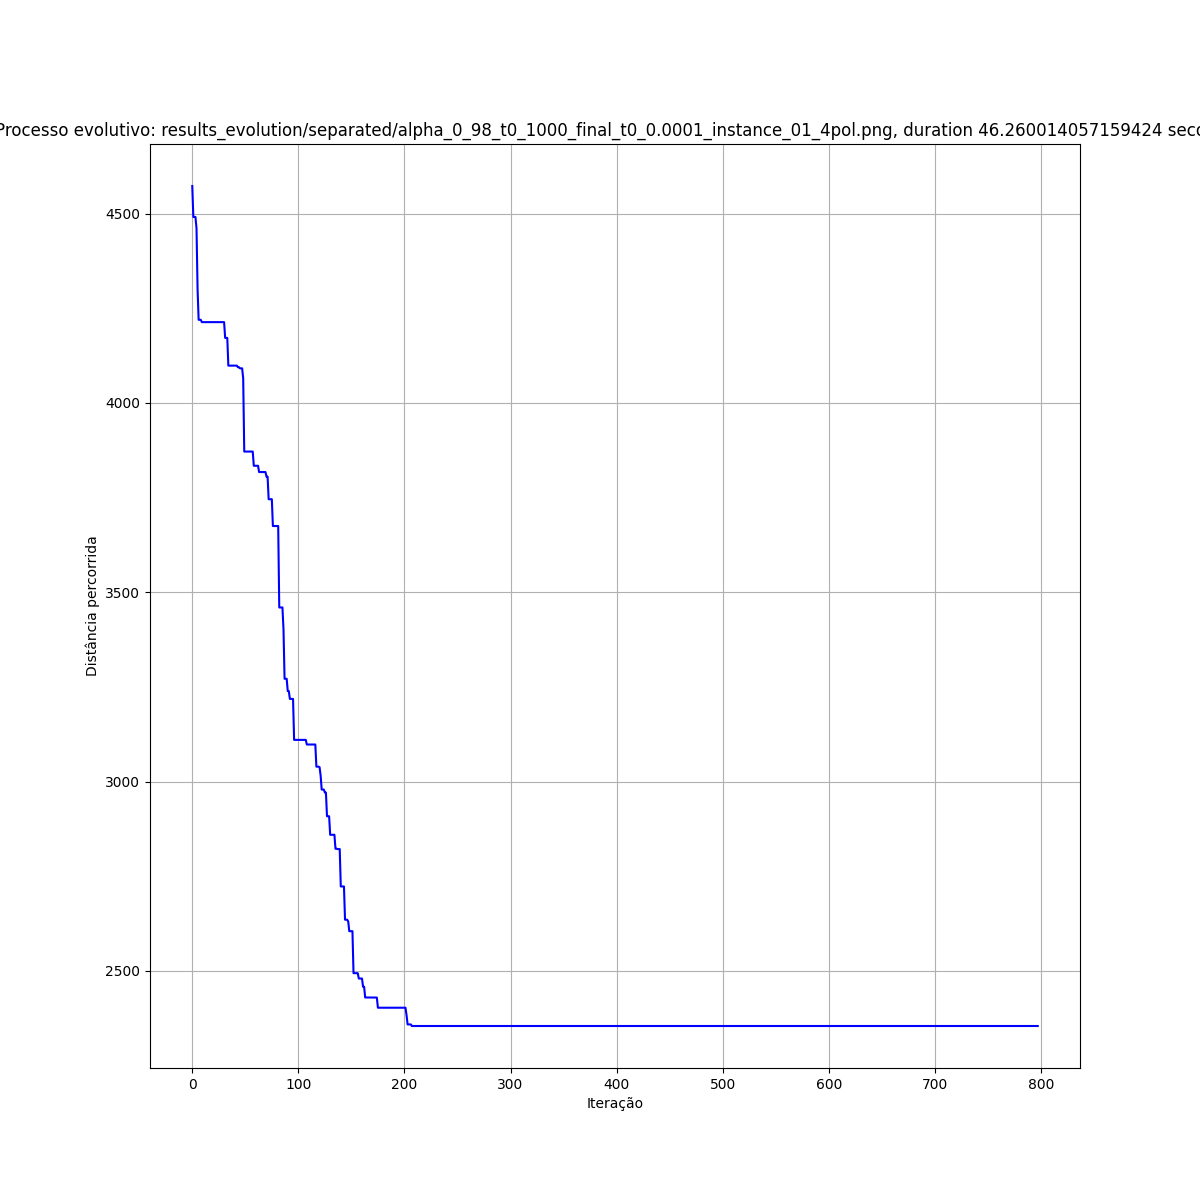 Processo evolutivo: results_evolution/separated/alpha_0_98_t0_1000_final_t0_0.0001_instance_01_4pol.png, duration 46.260014057159424
4500
4000
3500
3000
2500
Distância percorrida
0 100 200 300 400 500 600 700 800
Iteração